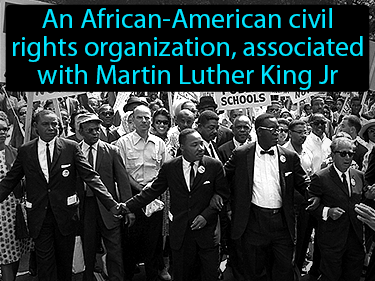 An African-American civil
rights organization, associated
with Martin Luther King Jr
SCHOOLS